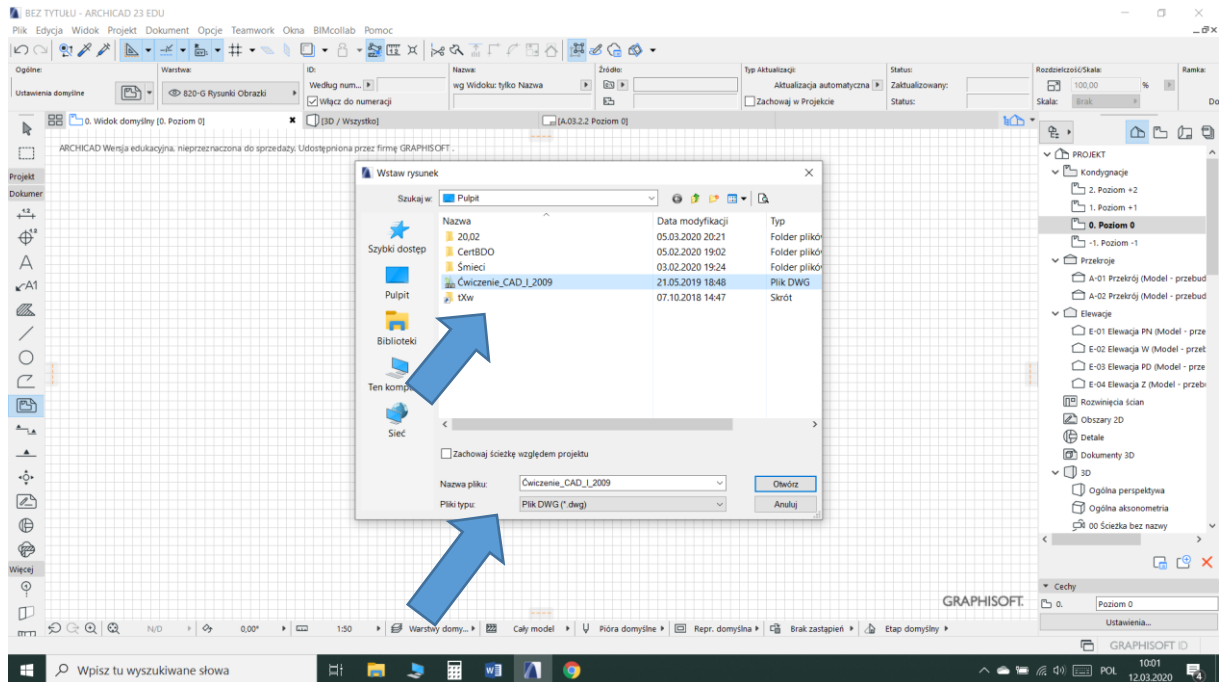 BEZ TYTUŁU - ARCHICAD 23 EDU
Plik Edycja Widok Projekt Dokument Opcje Teamwork Okna BIMcollab Pomoc
Ogólne: Warstwa: ID: Nazwa: Źródło: Typ Aktualizacji: Status: Rozdzielczość/Skala: Ramka:
Ustawienia domyślne 820-G Rysunki Obrazki Według num... wg Widoku: tylko Nazwa Aktualizacja automatyczna Zaktualizowany: 100,00 %
Włącz do numeracji Zachowaj w Projekcie Status: Skala: Brak Do
0. Widok domyślny [0. Poziom 0] [3D / Wszystko] [A.03.2.2 Poziom 0]
ARCHICAD Wersja edukacyjna, nieprzeznaczona do sprzedaży. Udostępniona przez firmę GRAPHISOFT .
Projekt
Dokumen
A1
Więcej
Wstaw rysunek
Szukaj w: Pulpit
Nazwa Data modyfikacji Typ
20,02 05.03.2020 20:21 Folder plikó
CertBDO 05.02.2020 19:02 Folder plikó
Śmieci 03.02.2020 19:24 Folder plikó
Ćwiczenie_CAD_I_2009 21.05.2019 18:48 Plik DWG
tXw 07.10.2018 14:47 Skrót
Szybki dostęp
Pulpit
Biblioteki
Ten komp
Sieć
Zachowaj ścieżkę względem projektu
Nazwa pliku: Ćwiczenie_CAD_I_2009 Otwórz
Pliki typu: Plik DWG (*.dwg) Anuluj
PROJEKT
Kondygnacje
2. Poziom +2
1. Poziom +1
0. Poziom 0
-1. Poziom -1
Przekroje
A-01 Przekrój (Model - przebud
A-02 Przekrój (Model - przebud
Elewacje
E-01 Elewacja PN (Model - prze
E-02 Elewacja W (Model - przeb
E-03 Elewacja PD (Model - prze
E-04 Elewacja Z (Model - przebu
Rozwinięcia ścian
Obszary 2D
Detale
Dokumenty 3D
3D
Ogólna perspektywa
Ogólna aksonometria
00 Ścieżka bez nazwy
Cechy
0. Poziom 0
Ustawienia...
GRAPHISOFT.
N/D 0,00° 1:50 Warstwy domy... Cały model Pióra domyślne Repr. domyślna Brak zastąpień Etap domyślny
GRAPHISOFT ID
Wpisz tu wyszukiwane słowa
POL 10:01
12.03.2020
4